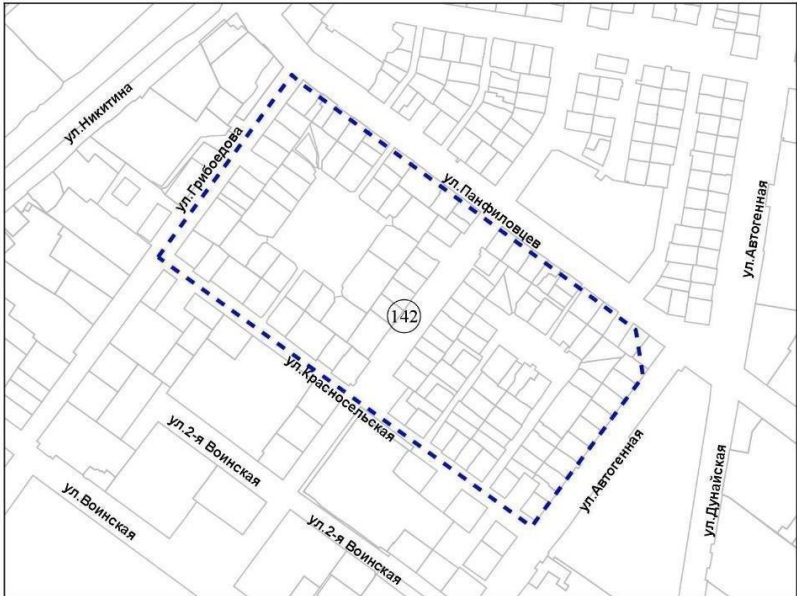 ул.Никитина
ул.Грибоедова
ул.Панфиловцев
ул.Автогенная
142
ул.Красносельская
ул.2-я Воинская
ул.Воинская
ул.2-я Воинская
ул.Автогенная
ул.Дунайская